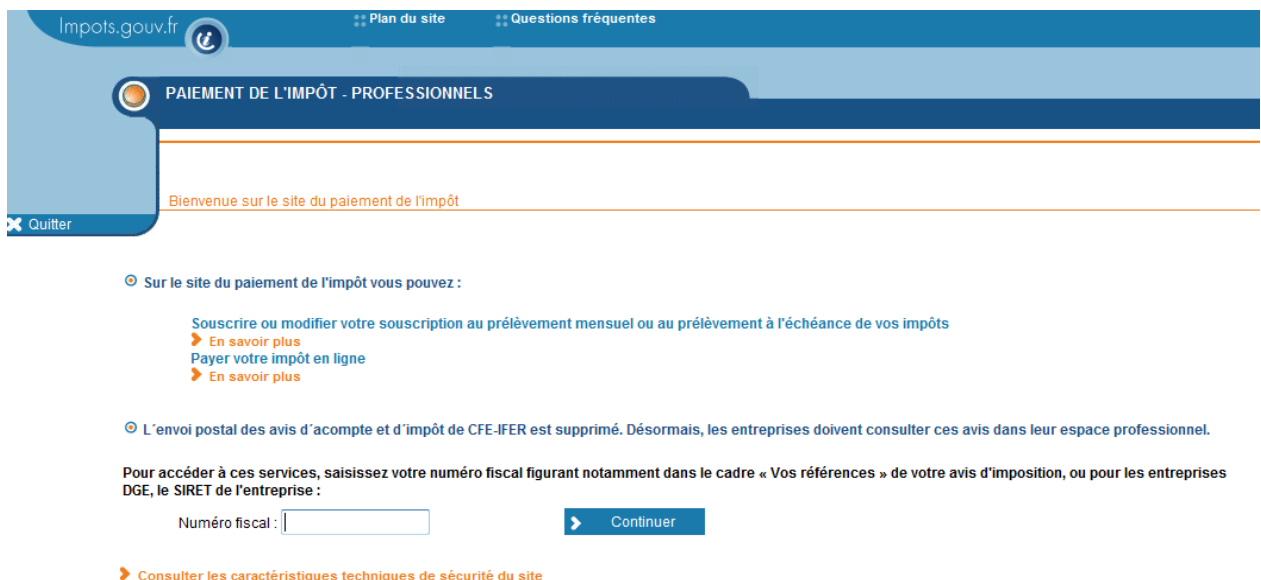 Impots.gouv.fr
Plan du site
Questions fréquentes
PAIEMENT DE L'IMPÔT - PROFESSIONNELS
Bienvenue sur le site du paiement de l'impôt
Quitter
Sur le site du paiement de l'impôt vous pouvez :
Souscrire ou modifier votre souscription au prélèvement mensuel ou au prélèvement à l'échéance de vos impôts
En savoir plus
Payer votre impôt en ligne
En savoir plus
L´envoi postal des avis d´acompte et d´impôt de CFE-IFER est supprimé. Désormais, les entreprises doivent consulter ces avis dans leur espace professionnel.
Pour accéder à ces services, saisissez votre numéro fiscal figurant notamment dans le cadre « Vos références » de votre avis d'imposition, ou pour les entreprises
DGE, le SIRET de l'entreprise :
Numéro fiscal :
Continuer
Consulter les caractéristiques techniques de sécurité du site